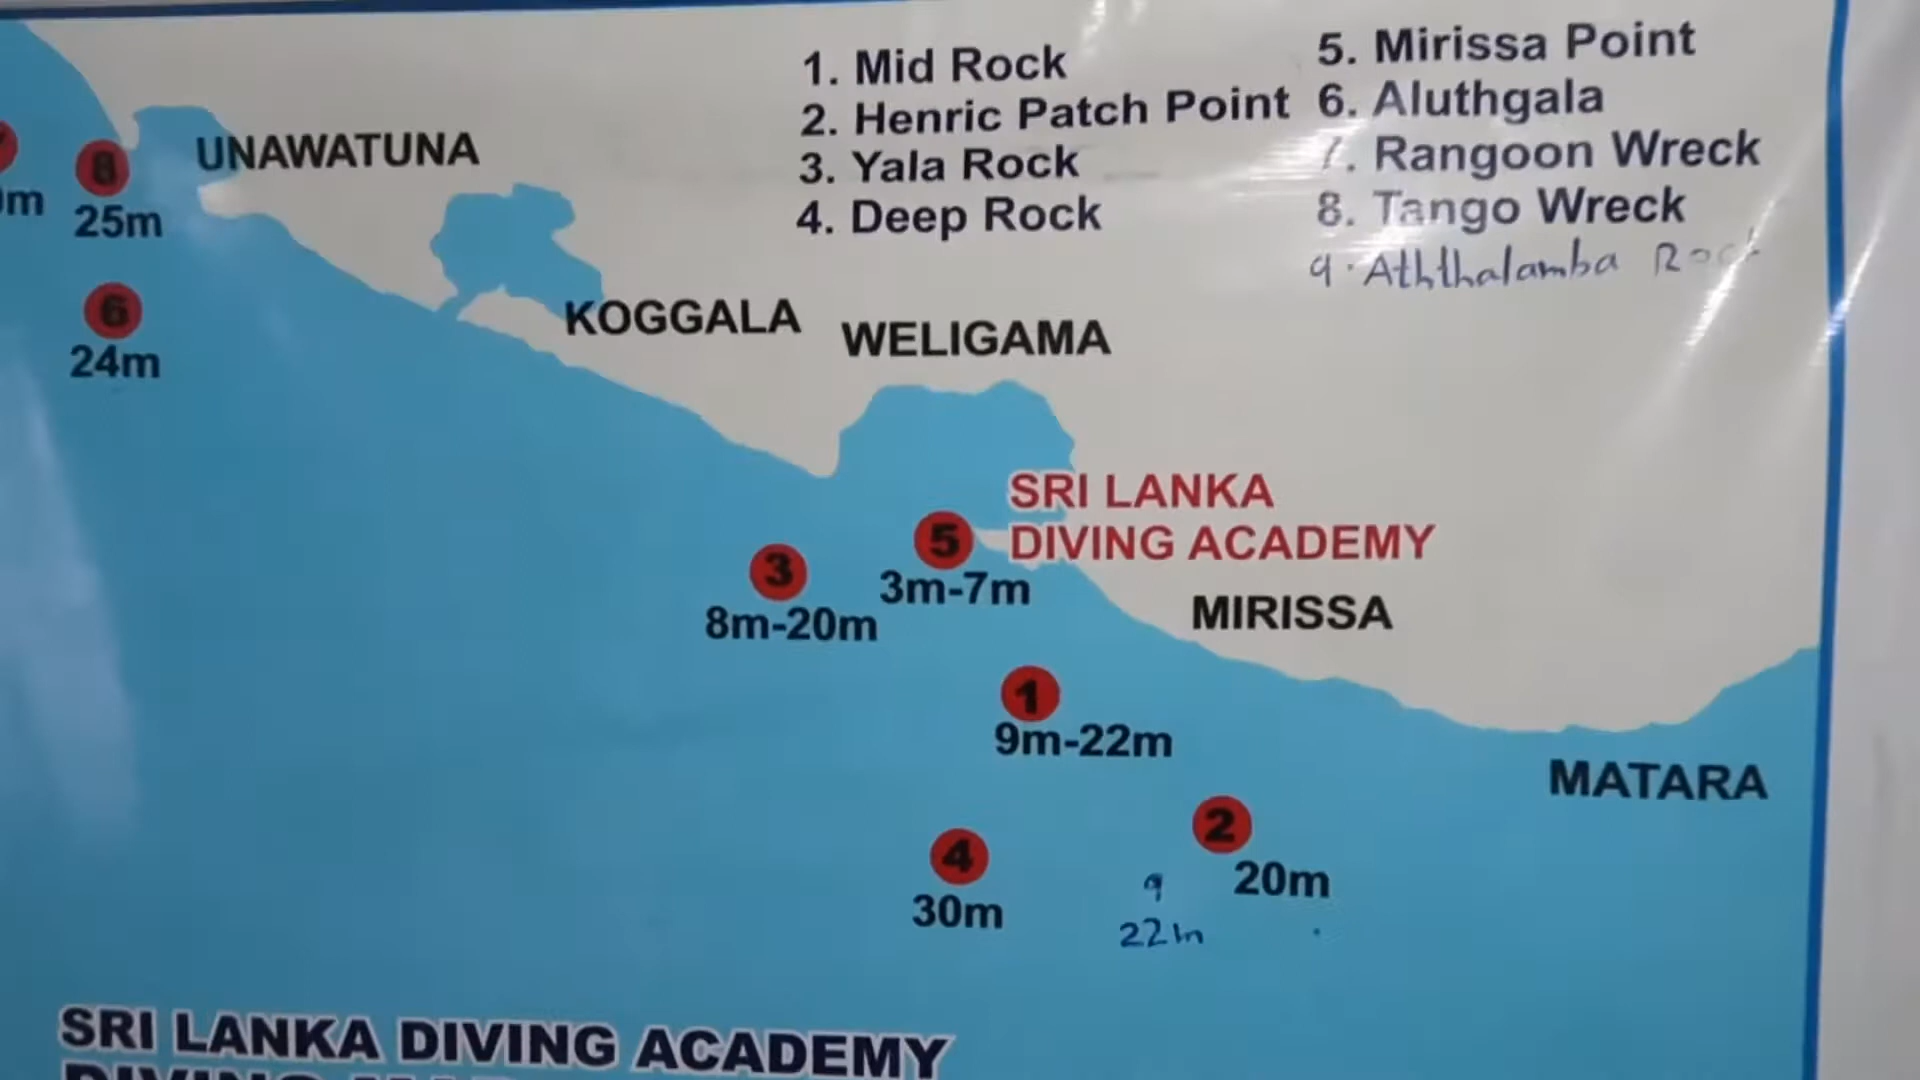 1. Mid Rock
2. Henric Patch Point
3. Yala Rock
4. Deep Rock
5. Mirissa Point
6. Aluthgala
7. Rangoon Wreck
8. Tango Wreck
9. Aththalamba Rock
UNAWATUNA
8
25m
6
24m
KOGGALA
WELIGAMA
SRI LANKA
DIVING ACADEMY
5
3m-7m
3
8m-20m
MIRISSA
1
9m-22m
MATARA
2
20m
4
30m
9
22m
SRI LANKA DIVING ACADEMY